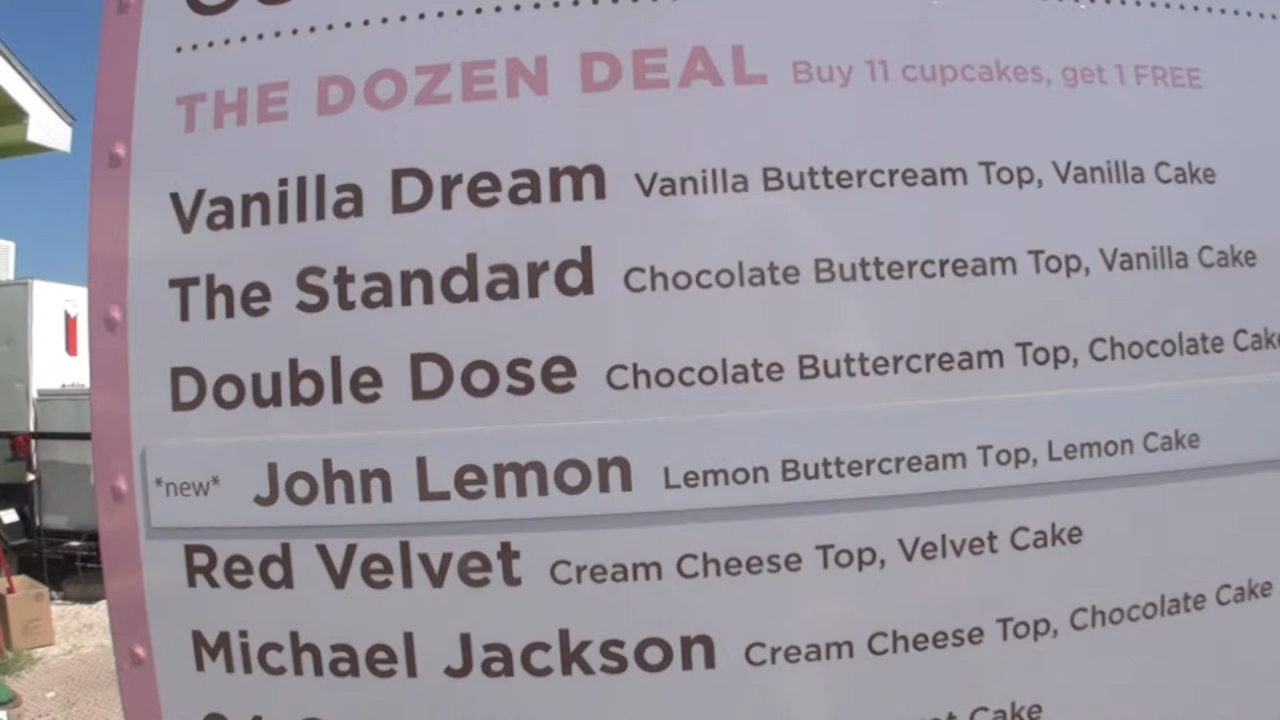 THE DOZEN DEAL Buy 11 cupcakes, get 1 FREE
Vanilla Dream Vanilla Buttercream Top, Vanilla Cake
The Standard Chocolate Buttercream Top, Vanilla Cake
Double Dose Chocolate Buttercream Top, Chocolate
*new* John Lemon Lemon Buttercream Top, Lemon Cake
Red Velvet Cream Cheese Top, Velvet Cake
Michael Jackson Cream Cheese Top, Chocolate Cake
Cake